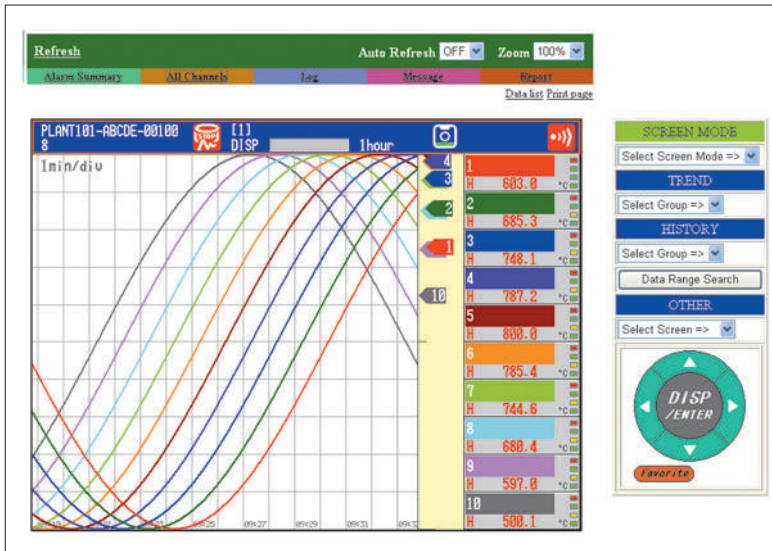 Refresh
Auto Refresh OFF Zoom 100%
Alarm Summary All Channels Log Message Report
Data list Print page
PLANT101-ABCDE-00100
8
STOP
[1]
DISP 1hour
1min/div
4
3
2
1
10
1
H 603.0 °C
2
H 685.3 °C
3
H 748.1 °C
4
H 787.2 °C
5
H 800.0 °C
6
H 785.4 °C
7
H 744.6 °C
8
H 680.4 °C
9
H 597.0 °C
10
H 500.1 °C
09:25 09:27 09:29 09:31
SCREEN MODE
Select Screen Mode =>
TREND
Select Group =>
HISTORY
Select Group =>
Data Range Search
OTHER
Select Screen =>
DISP
/ENTER
Favorite